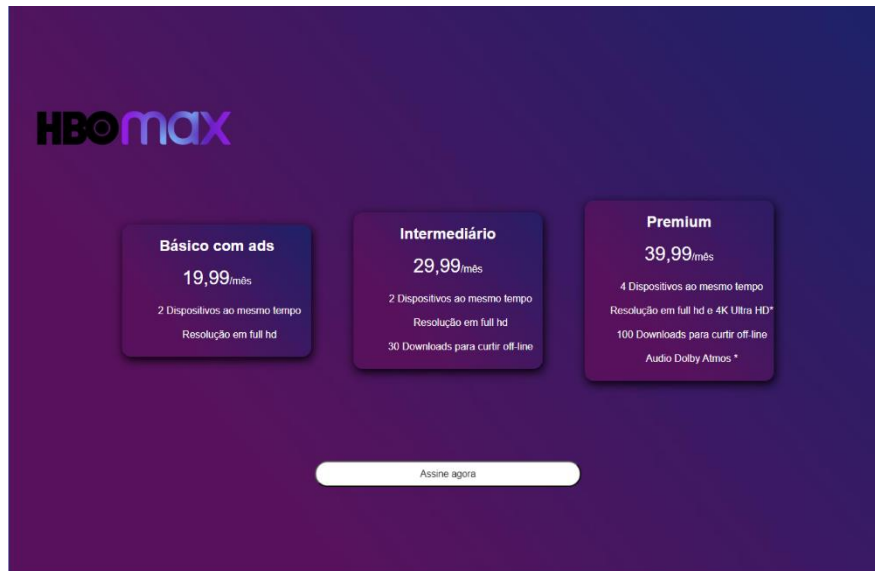 HBOmax
Básico com ads
19,99/mês
2 Dispositivos ao mesmo tempo
Resolução em full hd
Intermediário
29,99/mês
2 Dispositivos ao mesmo tempo
Resolução em full hd
30 Downloads para curtir off-line
Premium
39,99/mês
4 Dispositivos ao mesmo tempo
Resolução em full hd e 4K Ultra HD*
100 Downloads para curtir off-line
Audio Dolby Atmos *
Assine agora